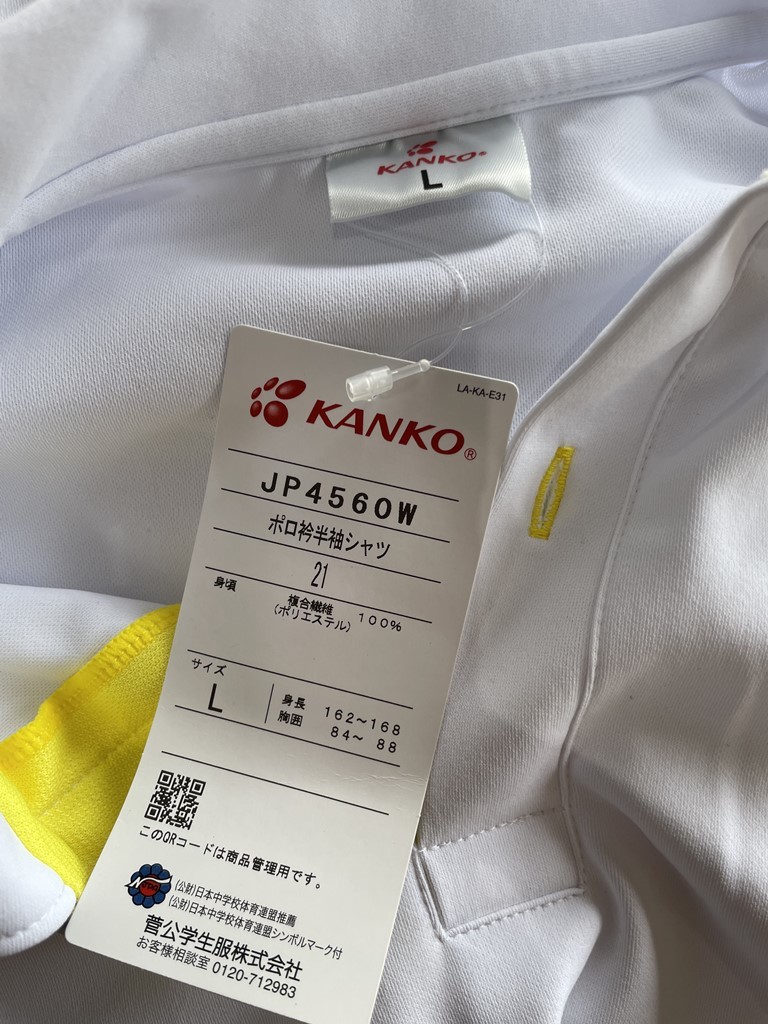 KANKO®
L
LA-KA-E31
KANKO®
JP4560W
ポロ衿半袖シャツ
21
身頃 複合繊維 100%
(ポリエステル)
サイズ
L
身長 162~168
胸囲 84~ 88
このQRコードは商品管理用です。
(公財)日本中学校体育連盟推薦
(公財)日本中学校体育連盟シンボルマーク付
菅公学生服株式会社
お客様相談室 0120-712983